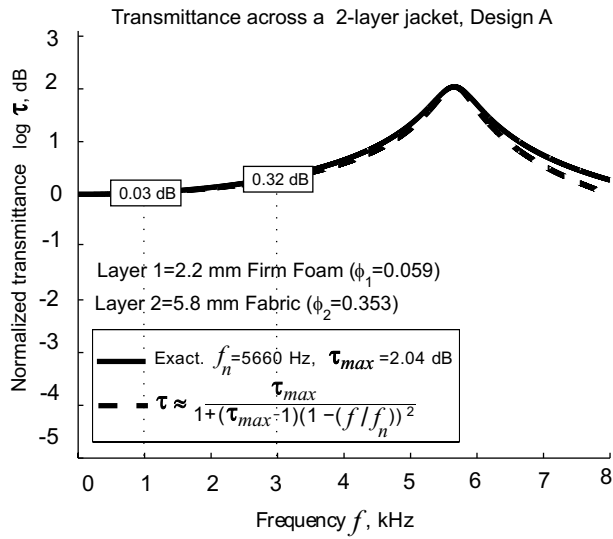 Transmittance across a 2-layer jacket, Design A
Normalized transmittance log τ, dB
3
2
1
0
-1
-2
-3
-4
-5
0.03 dB
0.32 dB
Layer 1=2.2 mm Firm Foam (ϕ₁=0.059)
Layer 2=5.8 mm Fabric (ϕ₂=0.353)
Exact. fₙ=5660 Hz, τmax=2.04 dB
τ ≈ τmax / 1+(τmax-1)(1-(f/fₙ))²
0 1 2 3 4 5 6 7 8
Frequency f, kHz